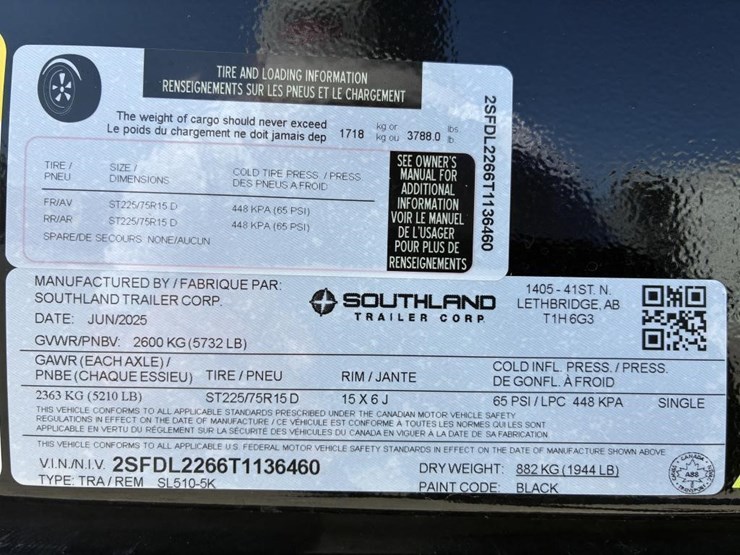 TIRE AND LOADING INFORMATION
RENSEIGNEMENTS SUR LES PNEUS ET LE CHARGEMENT
The weight of cargo should never exceed
Le poids du chargement ne doit jamais dep 1718 kg or kg ou 3788.0 lbs. lb.
2SFDL2266T1136460
TIRE / PNEU SIZE / DIMENSIONS COLD TIRE PRESS / PRESS DES PNEUS A FROID
FR/AV ST225/75R15 D 448 KPA (65 PSI)
RR/AR ST225/75R15 D 448 KPA (65 PSI)
SPARE/DE SECOURS NONE/AUCUN
SEE OWNER'S
MANUAL FOR
ADDITIONAL
INFORMATION
VOIR LE MANUEL
DE L'USAGER
POUR PLUS DE
RENSEIGNEMENTS
MANUFACTURED BY / FABRIQUE PAR:
SOUTHLAND TRAILER CORP.
DATE: JUN/2025
SOUTHLAND
TRAILER CORP.
1405 - 41ST. N.
LETHBRIDGE, AB
T1H 6G3
GVWR/PNBV: 2600 KG (5732 LB)
GAWR (EACH AXLE) /
PNBE (CHAQUE ESSIEU) TIRE / PNEU RIM / JANTE COLD INFL. PRESS. / PRESS. DE GONFL. À FROID
2363 KG (5210 LB) ST225/75R15 D 15 X 6 J 65 PSI / LPC 448 KPA SINGLE
THIS VEHICLE CONFORMS TO ALL APPLICABLE STANDARDS PRESCRIBED UNDER THE CANADIAN MOTOR VEHICLE SAFETY
REGULATIONS IN EFFECT ON THE DATE OF MANUFACTURE / CE VEHICULE EST CONFORME A TOUTES LES NORMES QUI LES SONT
APPLICABLE EN VERTU DU RÉGLEMENT SUR LA SÉCURITÉ DES VÉHICULES DU CANADA EN VIGUER À LA DATE DE SA FABRICATION.
THIS VEHICLE CONFORMS TO ALL APPLICABLE U.S. FEDERAL MOTOR VEHICLE SAFETY STANDARDS IN EFFECT ON THE DATE OF MANUFACTURE SHOWN ABOVE
V.I.N./N.I.V. 2SFDL2266T1136460 DRY WEIGHT: 882 KG (1944 LB)
TYPE: TRA / REM SL510-5K PAINT CODE: BLACK
CANADA
A88